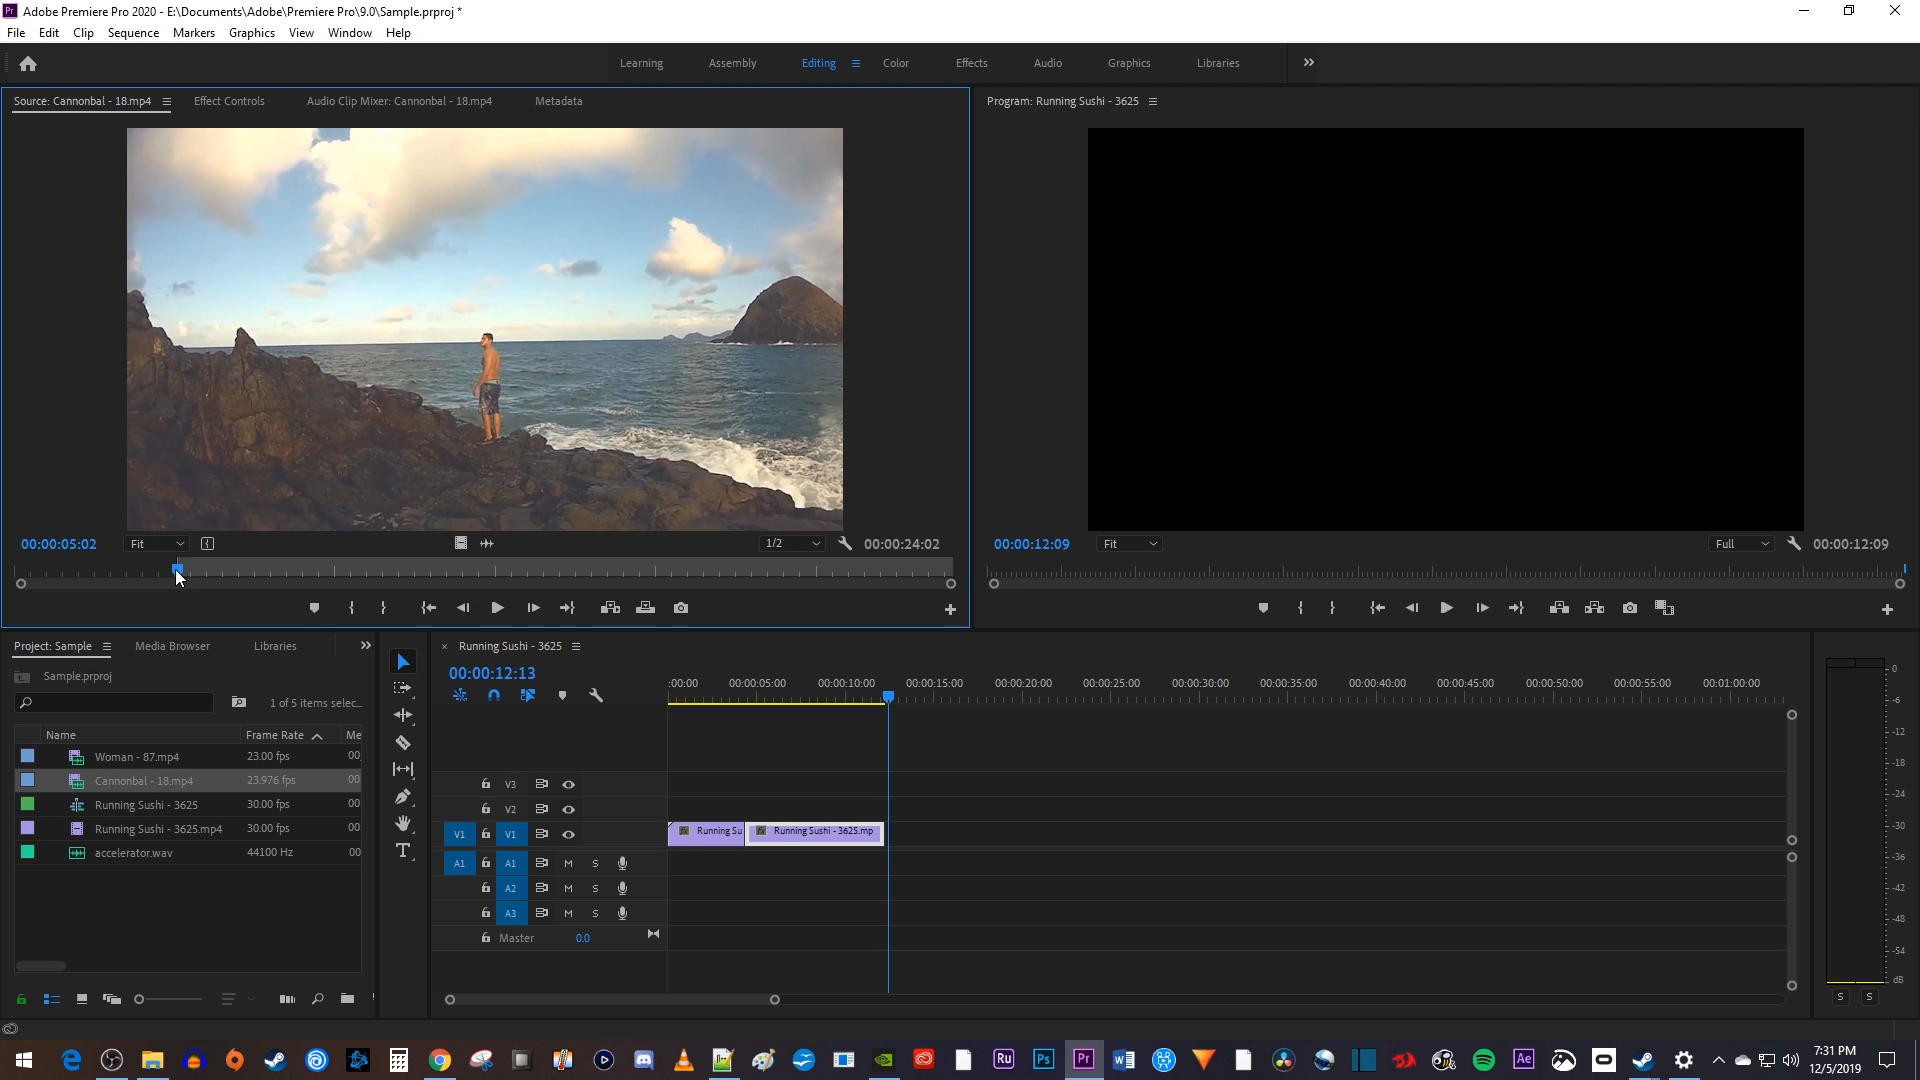 Adobe Premiere Pro 2020 - E:\Documents\Adobe\Premiere Pro\9.0\Sample.prproj *
File Edit Clip Sequence Markers Graphics View Window Help
Learning Assembly Editing Color Effects Audio Graphics Libraries
Source: Cannonbal - 18.mp4 Effect Controls Audio Clip Mixer: Cannonbal - 18.mp4 Metadata
Program: Running Sushi - 3625
00:00:05:02 Fit 1/2 00:00:24:02
00:00:12:09 Fit Full 00:00:12:09
Project: Sample Media Browser Libraries
Sample.prproj
1 of 5 items selec...
Name Frame Rate Me
Woman - 87.mp4 23.00 fps 00
Cannonbal - 18.mp4 23.976 fps 00
Running Sushi - 3625 30.00 fps 00
Running Sushi - 3625.mp4 30.00 fps 00
accelerator.wav 44100 Hz 00
Running Sushi - 3625
00:00:12:13
:00:00 00:00:05:00 00:00:10:00 00:00:15:00 00:00:20:00 00:00:25:00 00:00:30:00 00:00:35:00 00:00:40:00 00:00:45:00 00:00:50:00 00:00:55:00 00:01:00:00
V3
V2
V1 V1 fx Running Su fx Running Sushi - 3625.mp
A1 A1 M S
A2 M S
A3 M S
Master 0.0
0
-6
-12
-18
-24
-30
-36
-42
-48
-54
dB
S S
Ru Ps Pr W Ae
7:31 PM
12/5/2019